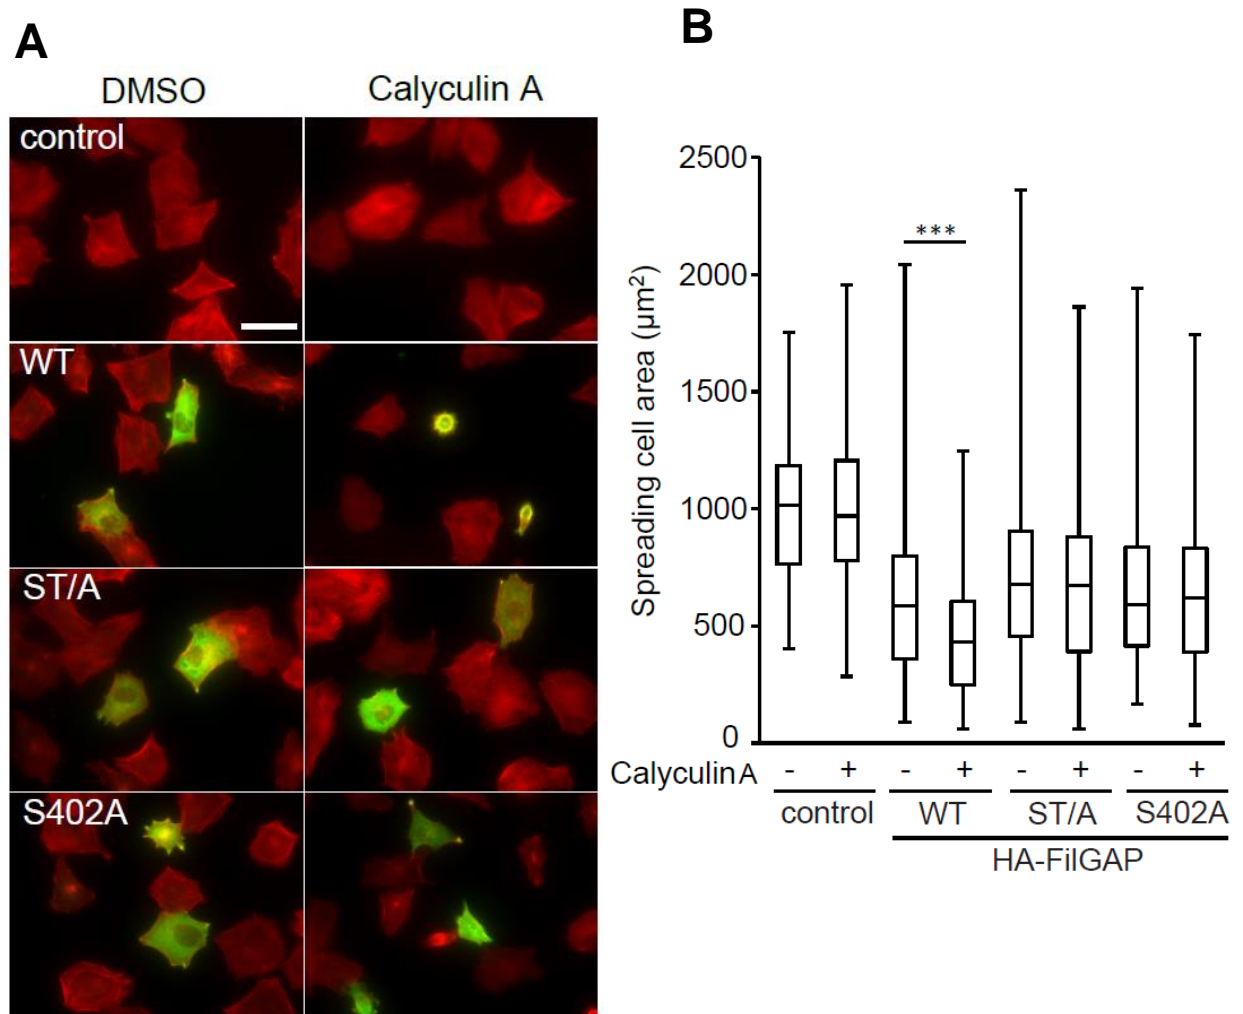 A
DMSO
Calyculin A
control
WT
ST/A
S402A
B
2500
2000
1500
1000
500
0
Spreading cell area (µm²)
***
Calyculin A - + - + - + - +
control WT ST/A S402A
HA-FilGAP